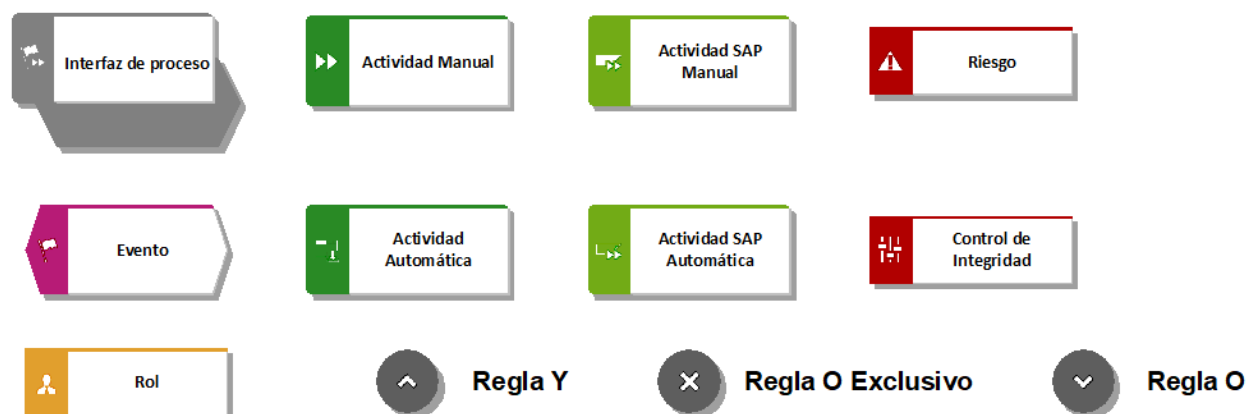 Interfaz de proceso
Actividad Manual
Actividad SAP
Manual
Riesgo
Evento
Actividad
Automática
Actividad SAP
Automática
Control de
Integridad
Rol
Regla Y
Regla O Exclusivo
Regla O